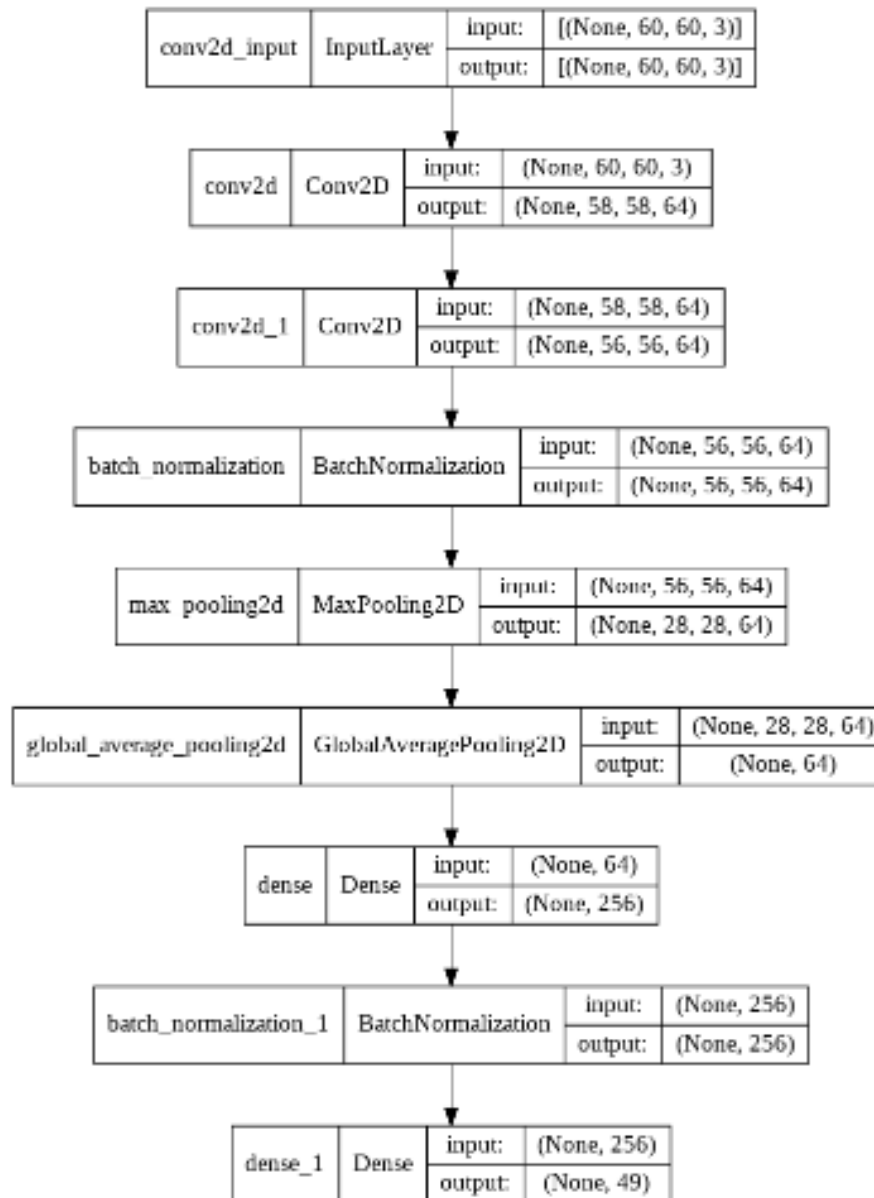 conv2d_input InputLayer input: [(None, 60, 60, 3)]
output: [(None, 60, 60, 3)]
conv2d Conv2D input: (None, 60, 60, 3)
output: (None, 58, 58, 64)
conv2d_1 Conv2D input: (None, 58, 58, 64)
output: (None, 56, 56, 64)
batch_normalization BatchNormalization input: (None, 56, 56, 64)
output: (None, 56, 56, 64)
max_pooling2d MaxPooling2D input: (None, 56, 56, 64)
output: (None, 28, 28, 64)
global_average_pooling2d GlobalAveragePooling2D input: (None, 28, 28, 64)
output: (None, 64)
dense Dense input: (None, 64)
output: (None, 256)
batch_normalization_1 BatchNormalization input: (None, 256)
output: (None, 256)
dense_1 Dense input: (None, 256)
output: (None, 49)